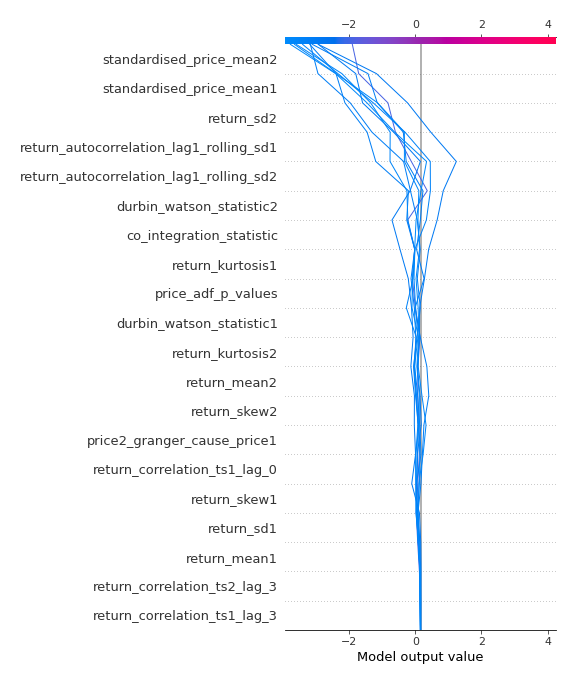 −2 0 2 4
standardised_price_mean2
standardised_price_mean1
return_sd2
return_autocorrelation_lag1_rolling_sd1
return_autocorrelation_lag1_rolling_sd2
durbin_watson_statistic2
co_integration_statistic
return_kurtosis1
price_adf_p_values
durbin_watson_statistic1
return_kurtosis2
return_mean2
return_skew2
price2_granger_cause_price1
return_correlation_ts1_lag_0
return_skew1
return_sd1
return_mean1
return_correlation_ts2_lag_3
return_correlation_ts1_lag_3
−2 0 2 4
Model output value